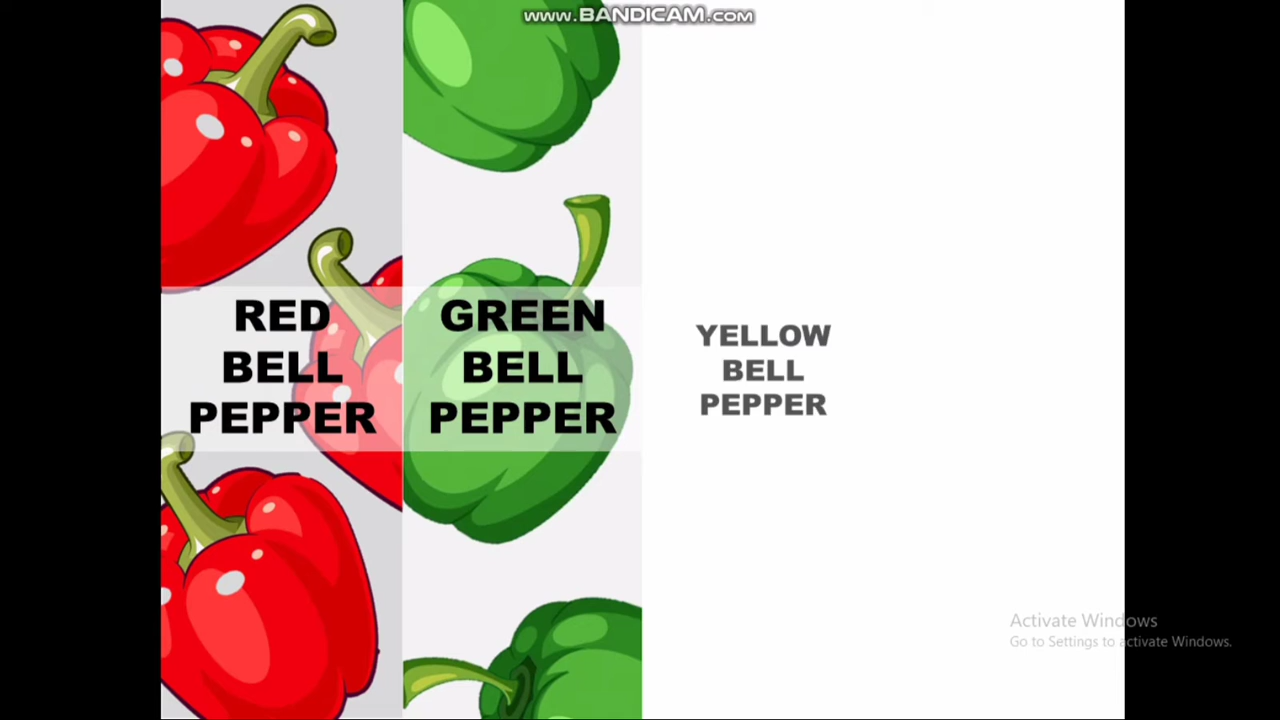 www.BANDICAM.com
RED
BELL
PEPPER
GREEN
BELL
PEPPER
YELLOW
BELL
PEPPER
Activate Windows
Go to Settings to activate Windows.